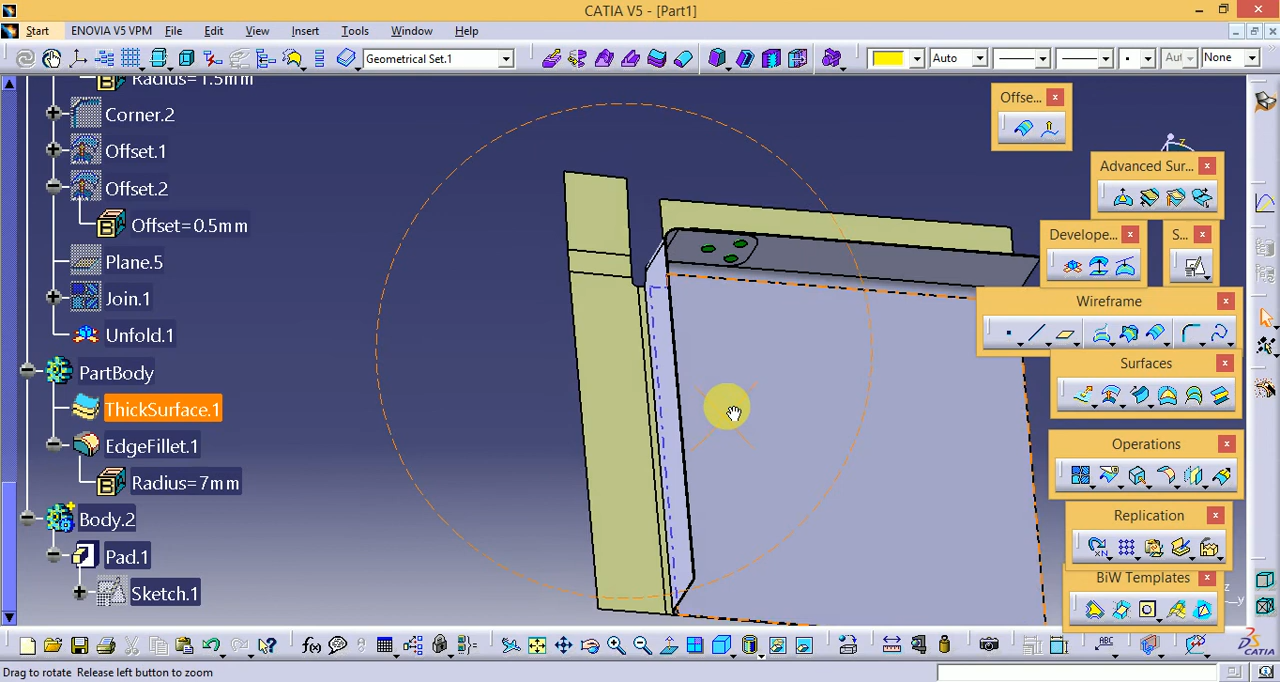 CATIA V5 - [Part1]
Start ENOVIA V5 VPM File Edit View Insert Tools Window Help
Geometrical Set.1 Auto Aut None
Radius=1.5mm
Corner.2
Offset.1
Offset.2
Offset=0.5mm
Plane.5
Join.1
Unfold.1
PartBody
ThickSurface.1
EdgeFillet.1
Radius=7mm
Body.2
Pad.1
Sketch.1
Offse...
z
Advanced Sur...
Develope... S...
Wireframe
Surfaces
Operations
Replication
BiW Templates
z
y
f(x)
ABC
CATIA
Drag to rotate Release left button to zoom